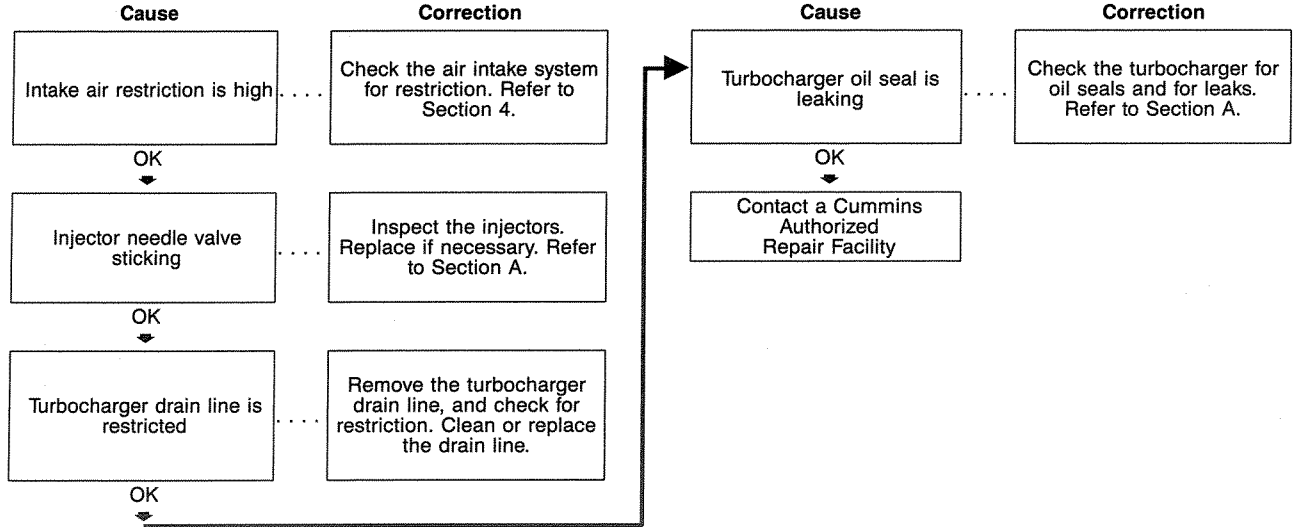 Cause
Correction
Intake air restriction is high
Check the air intake system
for restriction. Refer to
Section 4.
OK
Injector needle valve
sticking
Inspect the injectors.
Replace if necessary. Refer
to Section A.
OK
Turbocharger drain line is
restricted
Remove the turbocharger
drain line, and check for
restriction. Clean or replace
the drain line.
OK
Cause
Correction
Turbocharger oil seal is
leaking
Check the turbocharger for
oil seals and for leaks.
Refer to Section A.
OK
Contact a Cummins
Authorized
Repair Facility